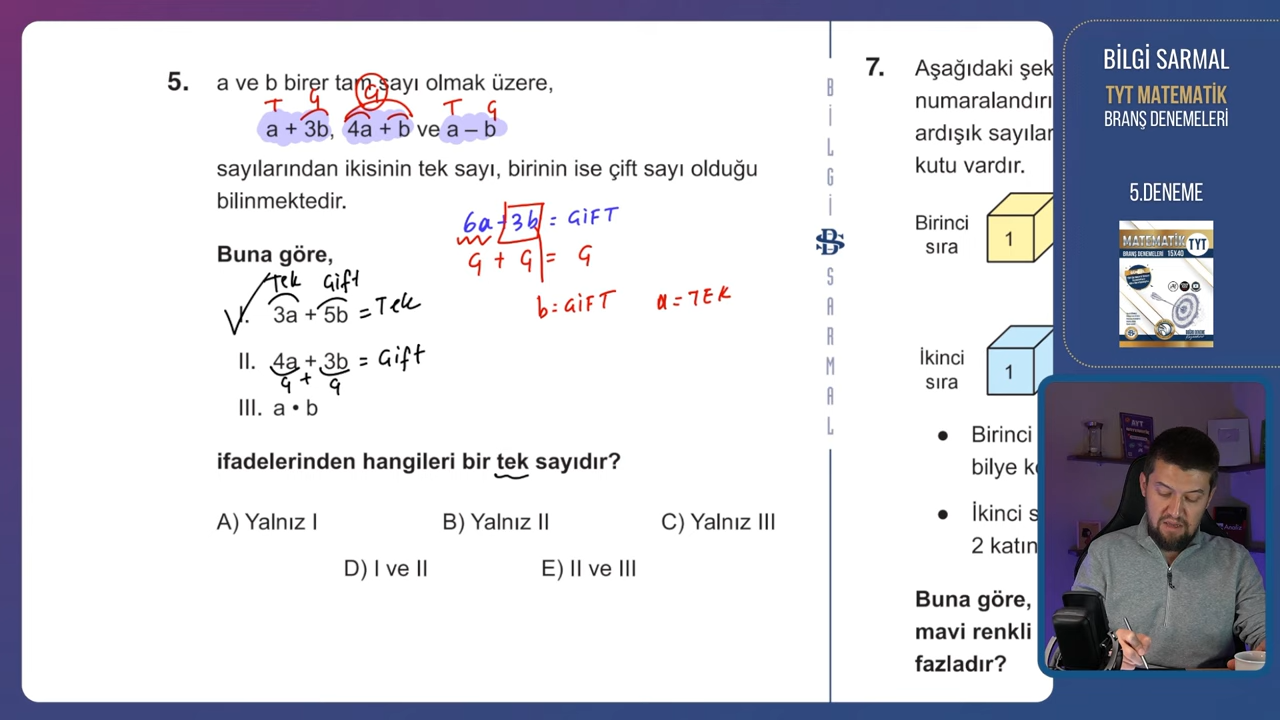 5. a ve b birer tam sayı olmak üzere,
T Ç Ç T Ç
a + 3b, 4a + b ve a – b
sayılarından ikisinin tek sayı, birinin ise çift sayı olduğu
bilinmektedir.
6a + 3b = ÇİFT
Ç + Ç = Ç
b = ÇİFT a = TEK
Buna göre,
Tek Çift
I. 3a + 5b = Tek
II. 4a + 3b = Çift
Ç + Ç
III. a • b
ifadelerinden hangileri bir tek sayıdır?
A) Yalnız I B) Yalnız II C) Yalnız III
D) I ve II E) II ve III
BİLGİ
BS
SARMAL
7. Aşağıdaki şek
numaralandırı
ardışık sayılar
kutu vardır.
Birinci
sıra
1
İkinci
sıra
1
• Birinci
bilye k
• İkinci s
2 katın
Buna göre,
mavi renkli
fazladır?
BİLGİ SARMAL
TYT MATEMATİK
BRANŞ DENEMELERİ
5.DENEME
MATEMATİK TYT
BRANŞ DENEMELERİ 15X40